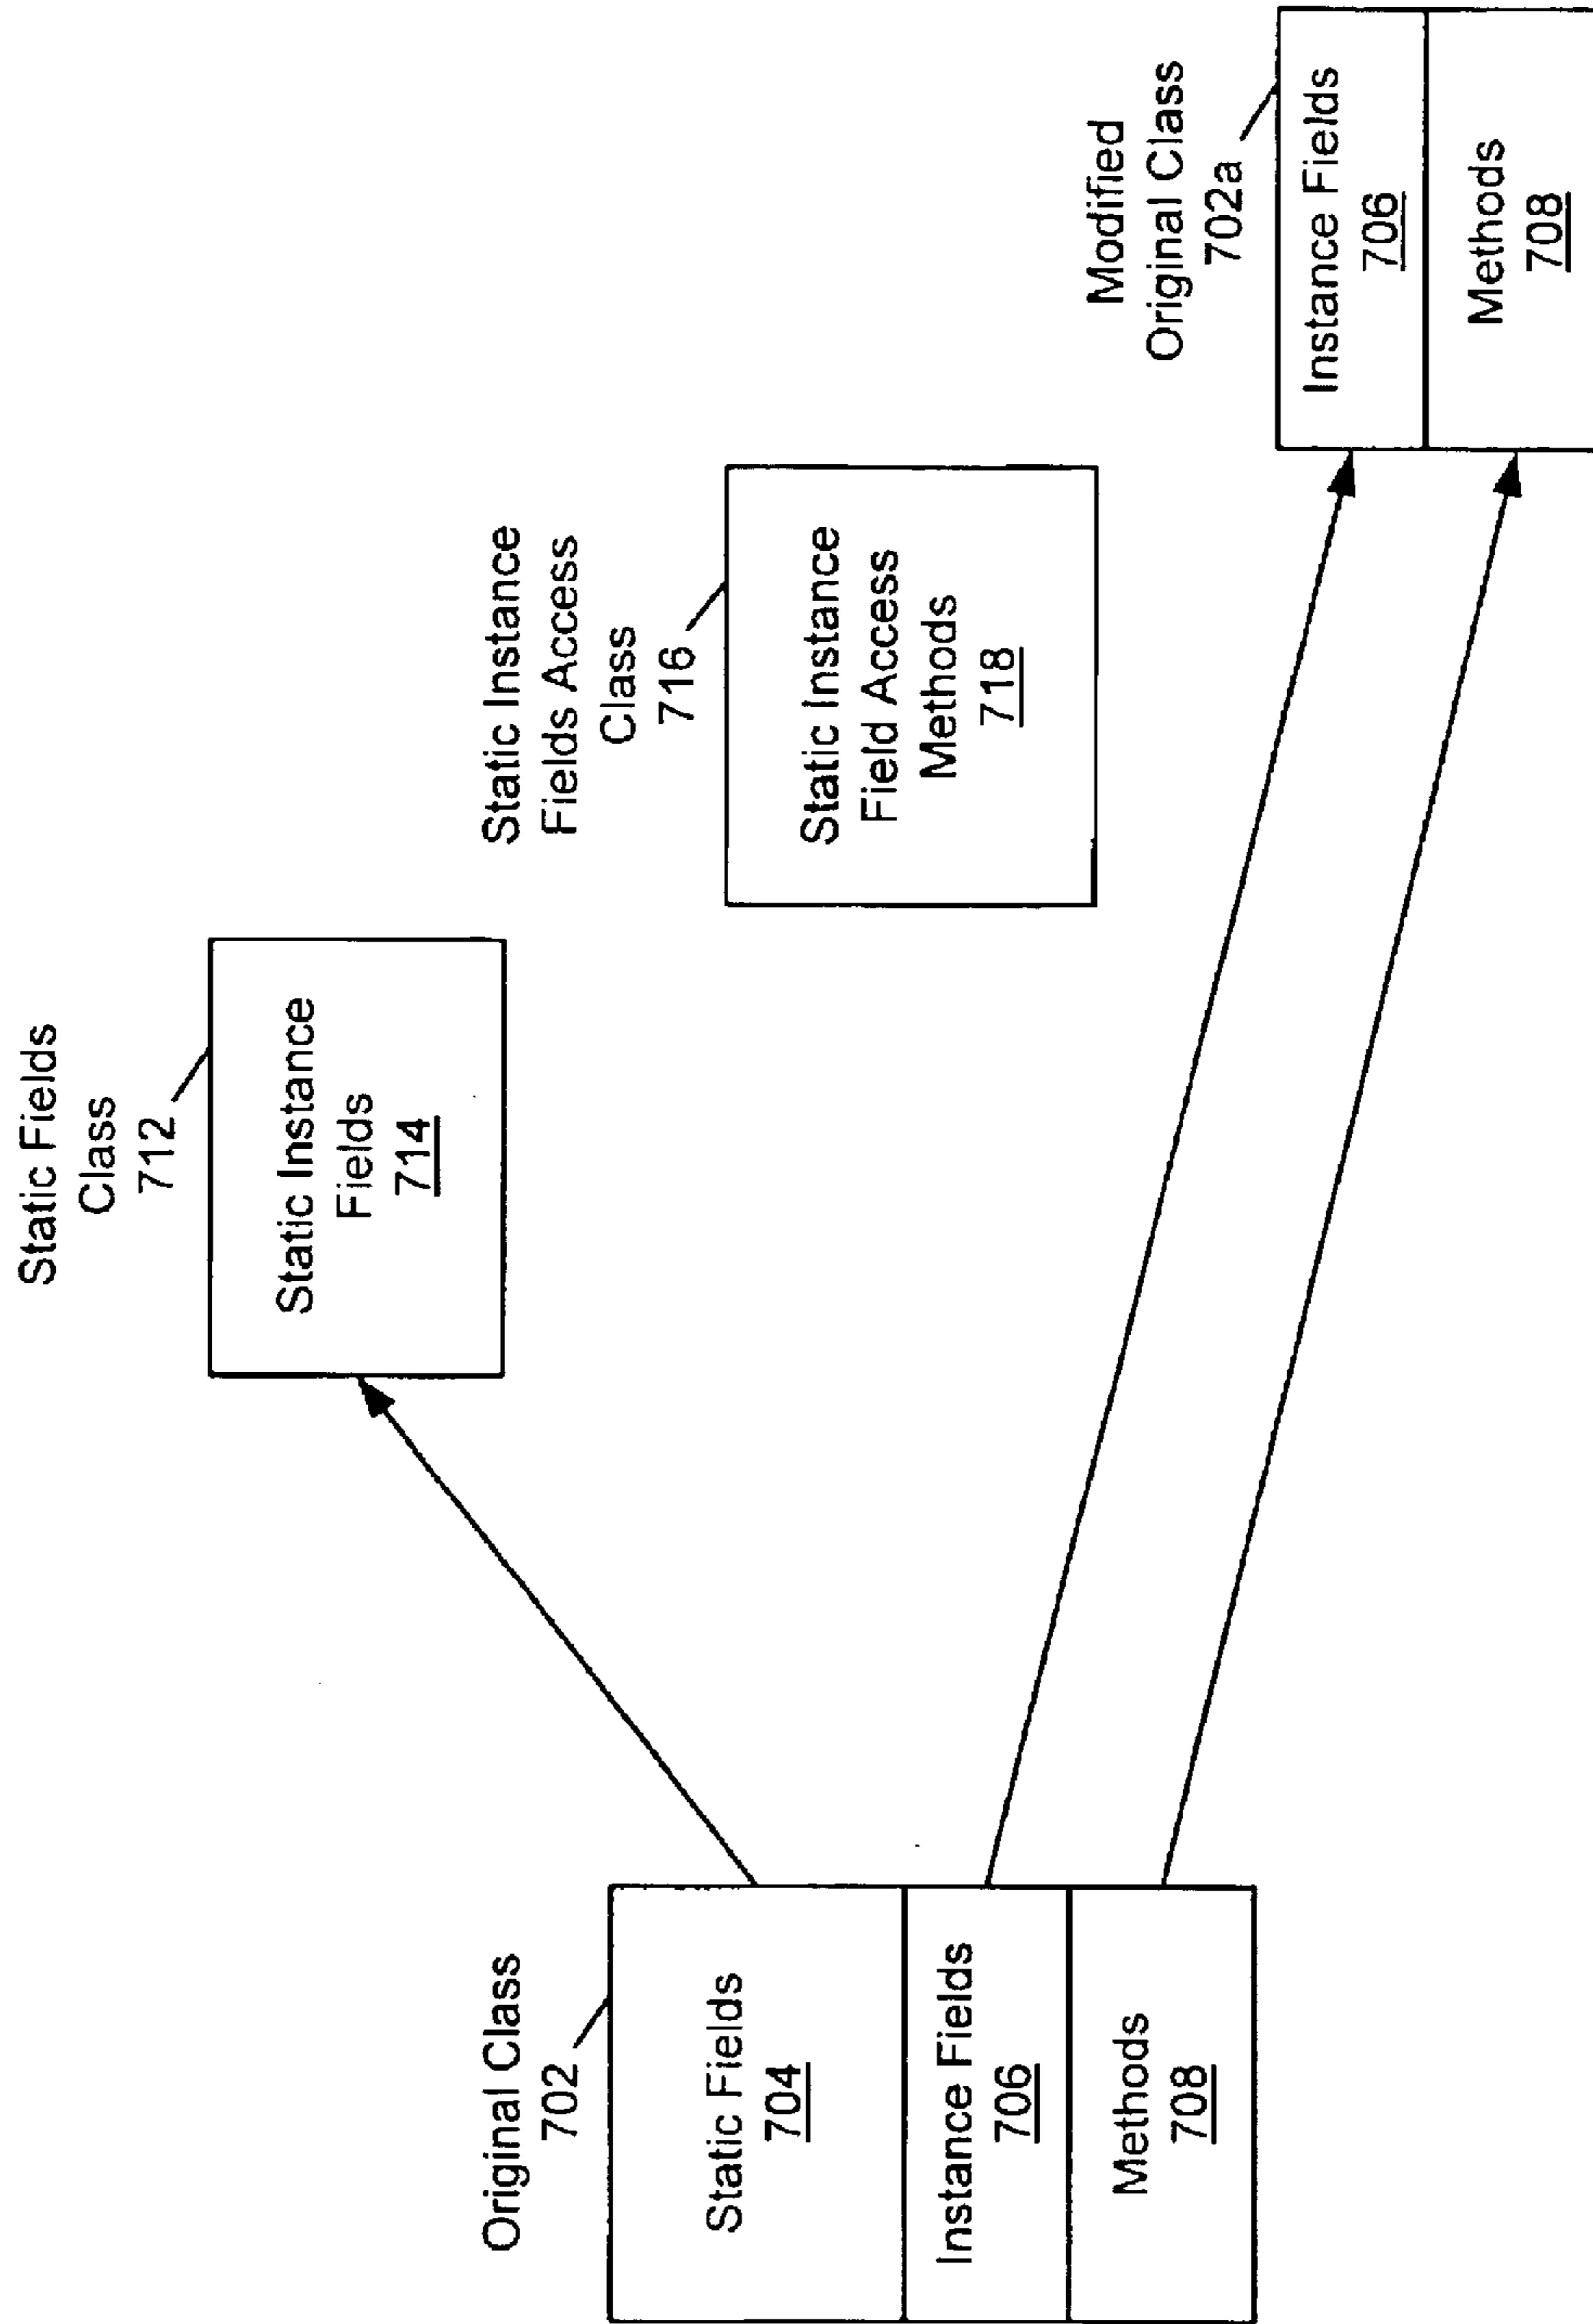 Original Class
702
Static Fields
704
Instance Fields
706
Methods
708
Static Fields
Class
712
Static Instance
Fields
714
Static Instance
Fields Access
Class
716
Static Instance
Field Access
Methods
718
Modified
Original Class
702a
Instance Fields
706
Methods
708